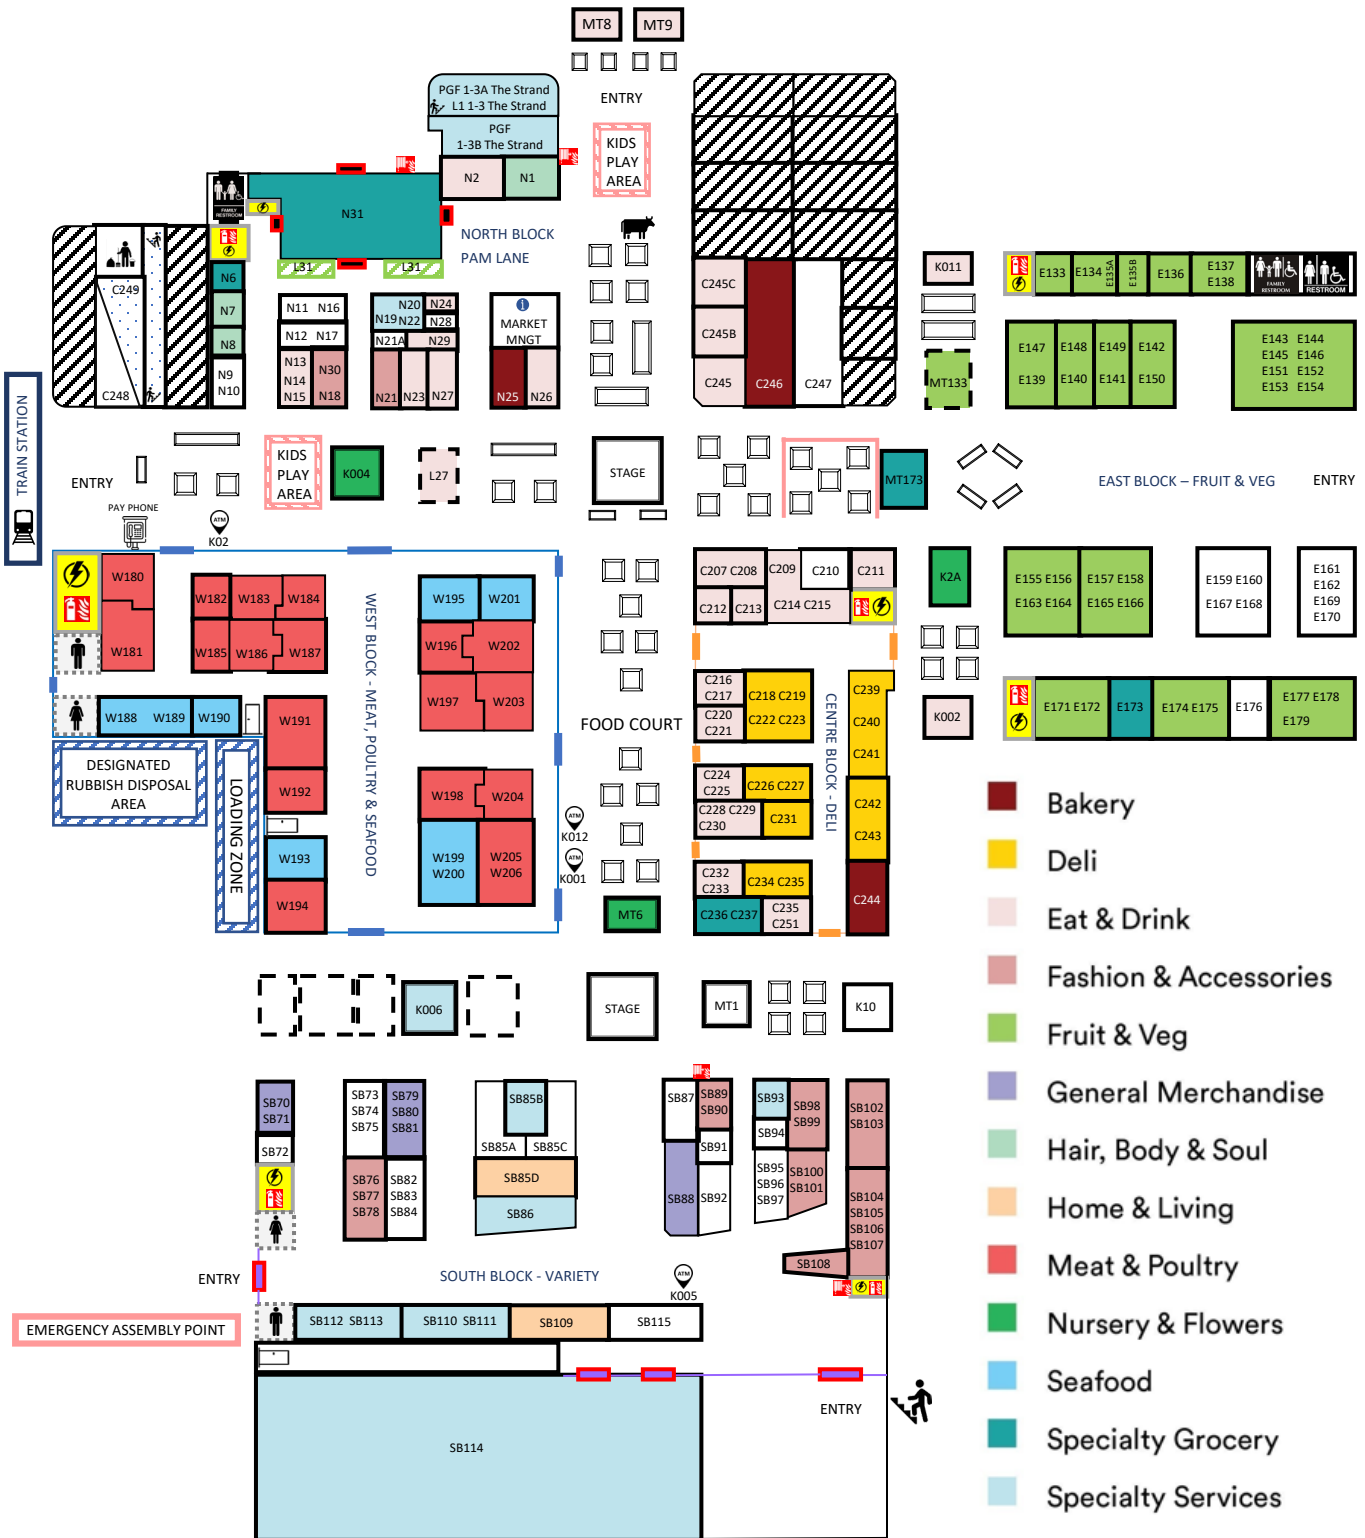 MT8 MT9
PGF 1-3A The Strand
L1 1-3 The Strand
PGF
1-3B The Strand
ENTRY
KIDS
PLAY
AREA
N2 N1
FAMILY
RESTROOM
N31
NORTH BLOCK
PAM LANE
L31 L31
C249
C248
N6
N7
N8
N9
N10
N11 N16
N12 N17
N13
N14
N15
N30
N18
N20
N19 N22
N24
N28
N21A N29
N21 N23 N27
i
MARKET
MNGT
N25 N26
C245C
C245B
C245
C246 C247
K011
MT133
E133 E134 E135A E135B E136
E137
E138
FAMILY
RESTROOM
RESTROOM
E147 E148 E149 E142
E139 E140 E141 E150
E143 E144
E145 E146
E151 E152
E153 E154
TRAIN STATION
ENTRY
PAY PHONE
ATM
K02
KIDS
PLAY
AREA
K004
L27
STAGE
MT173
EAST BLOCK – FRUIT & VEG
ENTRY
W180
W181
W182 W183 W184
W185 W186 W187
WEST BLOCK - MEAT, POULTRY & SEAFOOD
W195 W201
W196 W202
W197 W203
W188 W189 W190
W191
W192
W193
W194
W198 W204
W199
W200
W205
W206
DESIGNATED
RUBBISH DISPOSAL
AREA
LOADING ZONE
FOOD COURT
ATM
K012
ATM
K001
MT6
C207 C208 C209 C210 C211
C212 C213 C214 C215
C216
C217
C218 C219
C220
C221
C222 C223
C224
C225
C226 C227
C228 C229
C230
C231
C232
C233
C234 C235
C236 C237
C235
C251
CENTRE BLOCK - DELI
C239
C240
C241
C242
C243
C244
K2A
K002
E155 E156 E157 E158
E163 E164 E165 E166
E159 E160
E167 E168
E161
E162
E169
E170
E171 E172 E173 E174 E175 E176
E177 E178
E179
K006
STAGE
MT1
K10
SB70
SB71
SB72
SB73
SB74
SB75
SB79
SB80
SB81
SB76
SB77
SB78
SB82
SB83
SB84
SB85B
SB85A SB85C
SB85D
SB86
SB87
SB89
SB90
SB91
SB88 SB92
SB93
SB94
SB95
SB96
SB97
SB98
SB99
SB100
SB101
SB102
SB103
SB104
SB105
SB106
SB107
SB108
ENTRY
SOUTH BLOCK - VARIETY
ATM
K005
EMERGENCY ASSEMBLY POINT
SB112 SB113 SB110 SB111 SB109 SB115
ENTRY
SB114
Bakery
Deli
Eat & Drink
Fashion & Accessories
Fruit & Veg
General Merchandise
Hair, Body & Soul
Home & Living
Meat & Poultry
Nursery & Flowers
Seafood
Specialty Grocery
Specialty Services